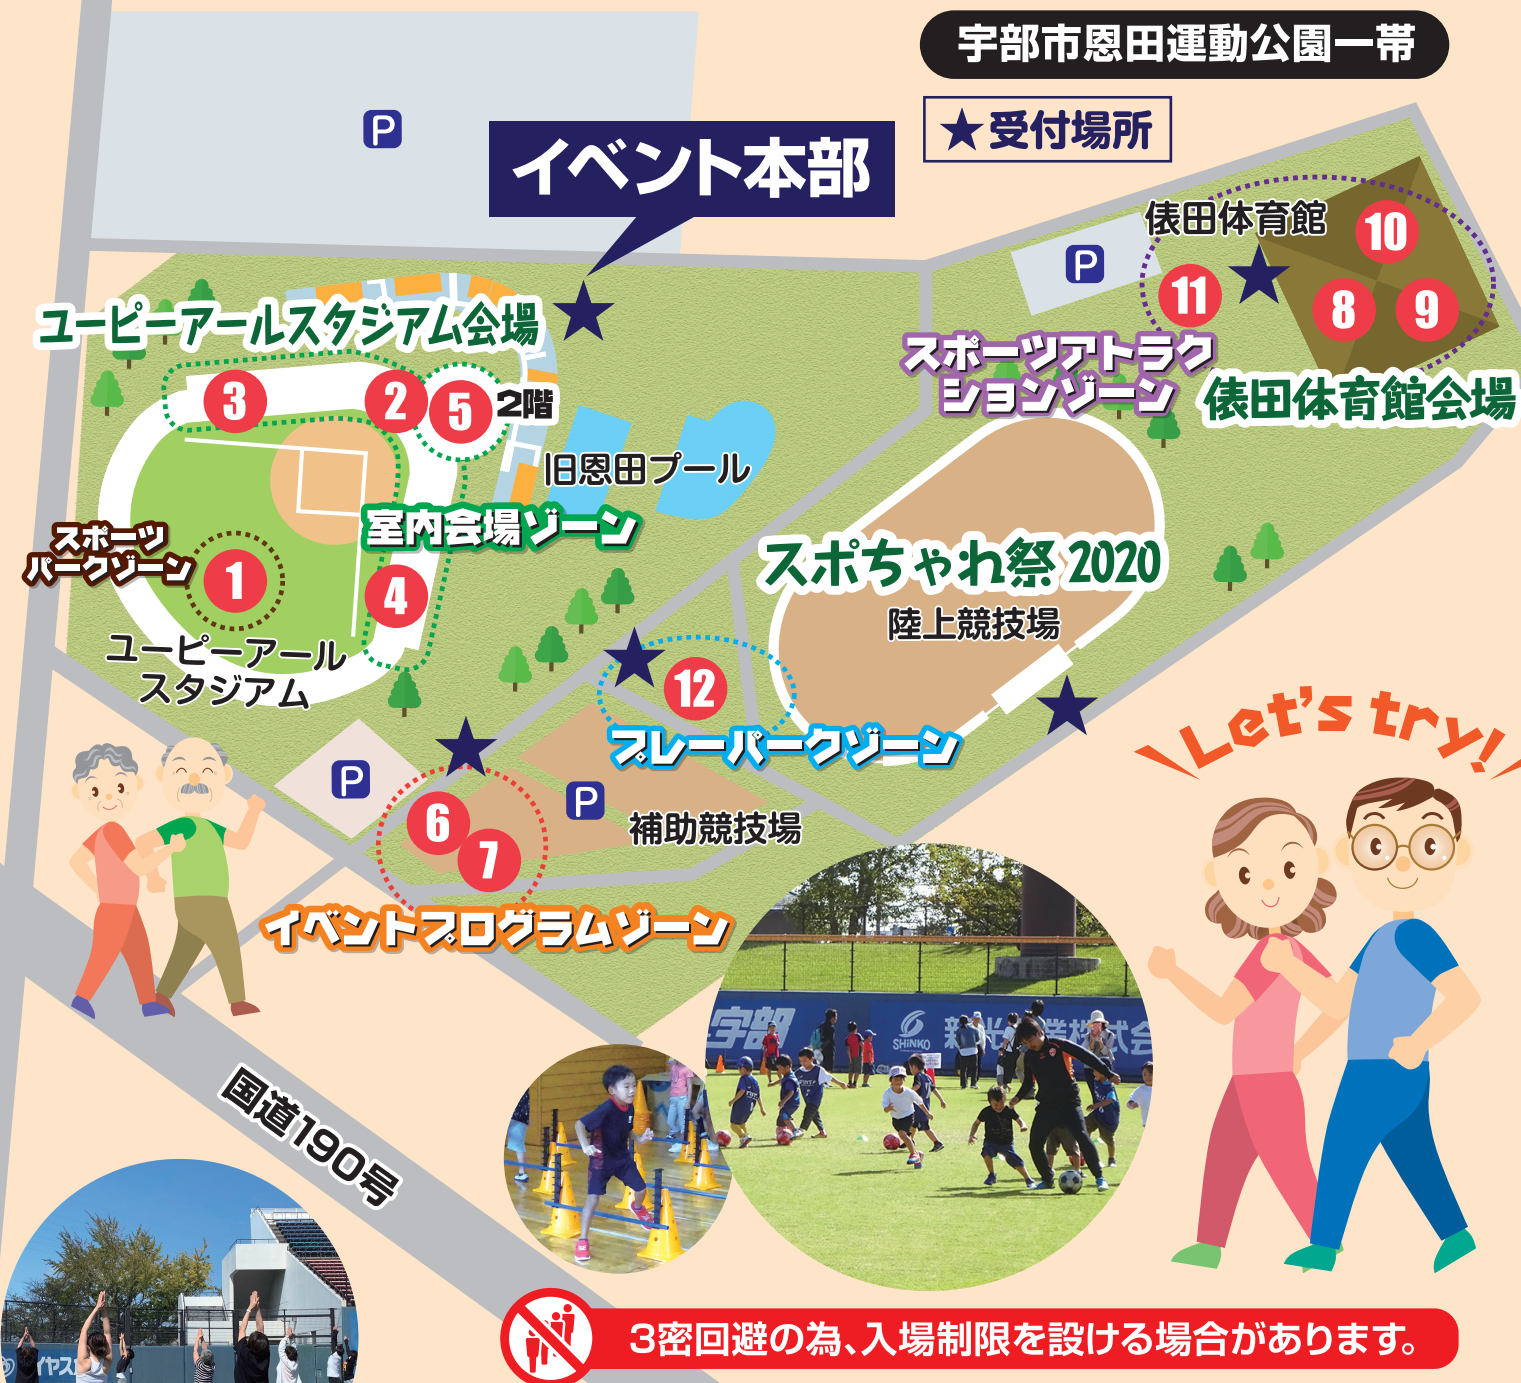 宇部市恩田運動公園一帯
★受付場所
P
イベント本部
俵田体育館
10
P
11
8
9
ユーピーアールスタジアム会場
スポーツアトラク
ションゾーン
俵田体育館会場
3
2
5
2階
旧恩田プール
室内会場ゾーン
スポーツ
パークゾーン
1
4
スポちゃわ祭 2020
陸上競技場
ユーピーアール
スタジアム
12
プレーパークゾーン
Let's try!
P
P
6
7
補助競技場
イベントプログラムゾーン
宇部
SHiNKO
国道190号
イヤス
3密回避の為、入場制限を設ける場合があります。